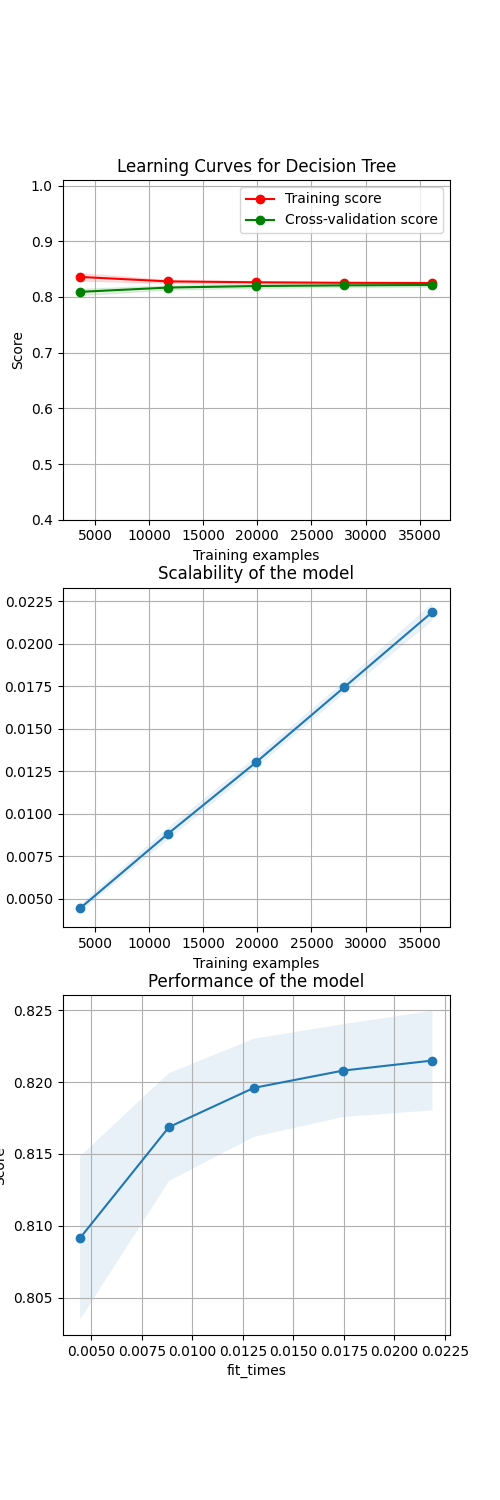 Learning Curves for Decision Tree
1.0
0.9
0.8
0.7
0.6
0.5
0.4
Score
Training score
Cross-validation score
5000 10000 15000 20000 25000 30000 35000
Training examples
Scalability of the model
0.0225
0.0200
0.0175
0.0150
0.0125
0.0100
0.0075
0.0050
5000 10000 15000 20000 25000 30000 35000
Training examples
Performance of the model
0.825
0.820
0.815
0.810
0.805
Score
0.0050 0.0075 0.0100 0.0125 0.0150 0.0175 0.0200 0.0225
fit_times